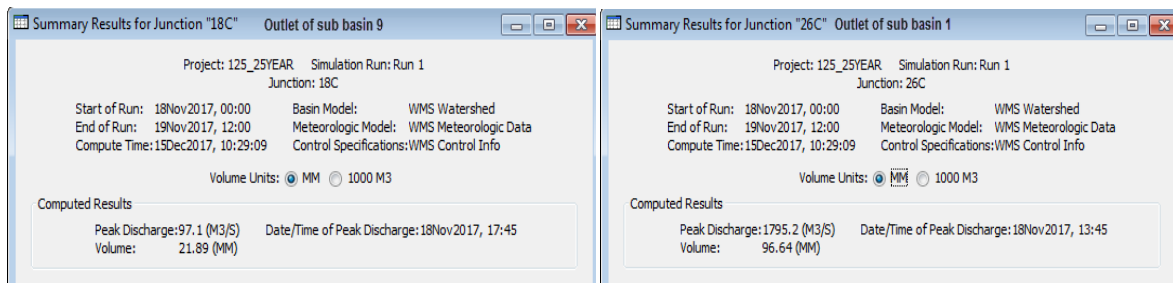 Summary Results for Junction "18C" Outlet of sub basin 9
Project: 125_25YEAR Simulation Run: Run 1
Junction: 18C
Start of Run: 18Nov2017, 00:00 Basin Model: WMS Watershed
End of Run: 19Nov2017, 12:00 Meteorologic Model: WMS Meteorologic Data
Compute Time:15Dec2017, 10:29:09 Control Specifications:WMS Control Info
Volume Units: MM 1000 M3
Computed Results
Peak Discharge:97.1 (M3/S) Date/Time of Peak Discharge:18Nov2017, 17:45
Volume: 21.89 (MM)
Summary Results for Junction "26C" Outlet of sub basin 1
Project: 125_25YEAR Simulation Run: Run 1
Junction: 26C
Start of Run: 18Nov2017, 00:00 Basin Model: WMS Watershed
End of Run: 19Nov2017, 12:00 Meteorologic Model: WMS Meteorologic Data
Compute Time:15Dec2017, 10:29:09 Control Specifications:WMS Control Info
Volume Units: MM 1000 M3
Computed Results
Peak Discharge:1795.2 (M3/S) Date/Time of Peak Discharge:18Nov2017, 13:45
Volume: 96.64 (MM)